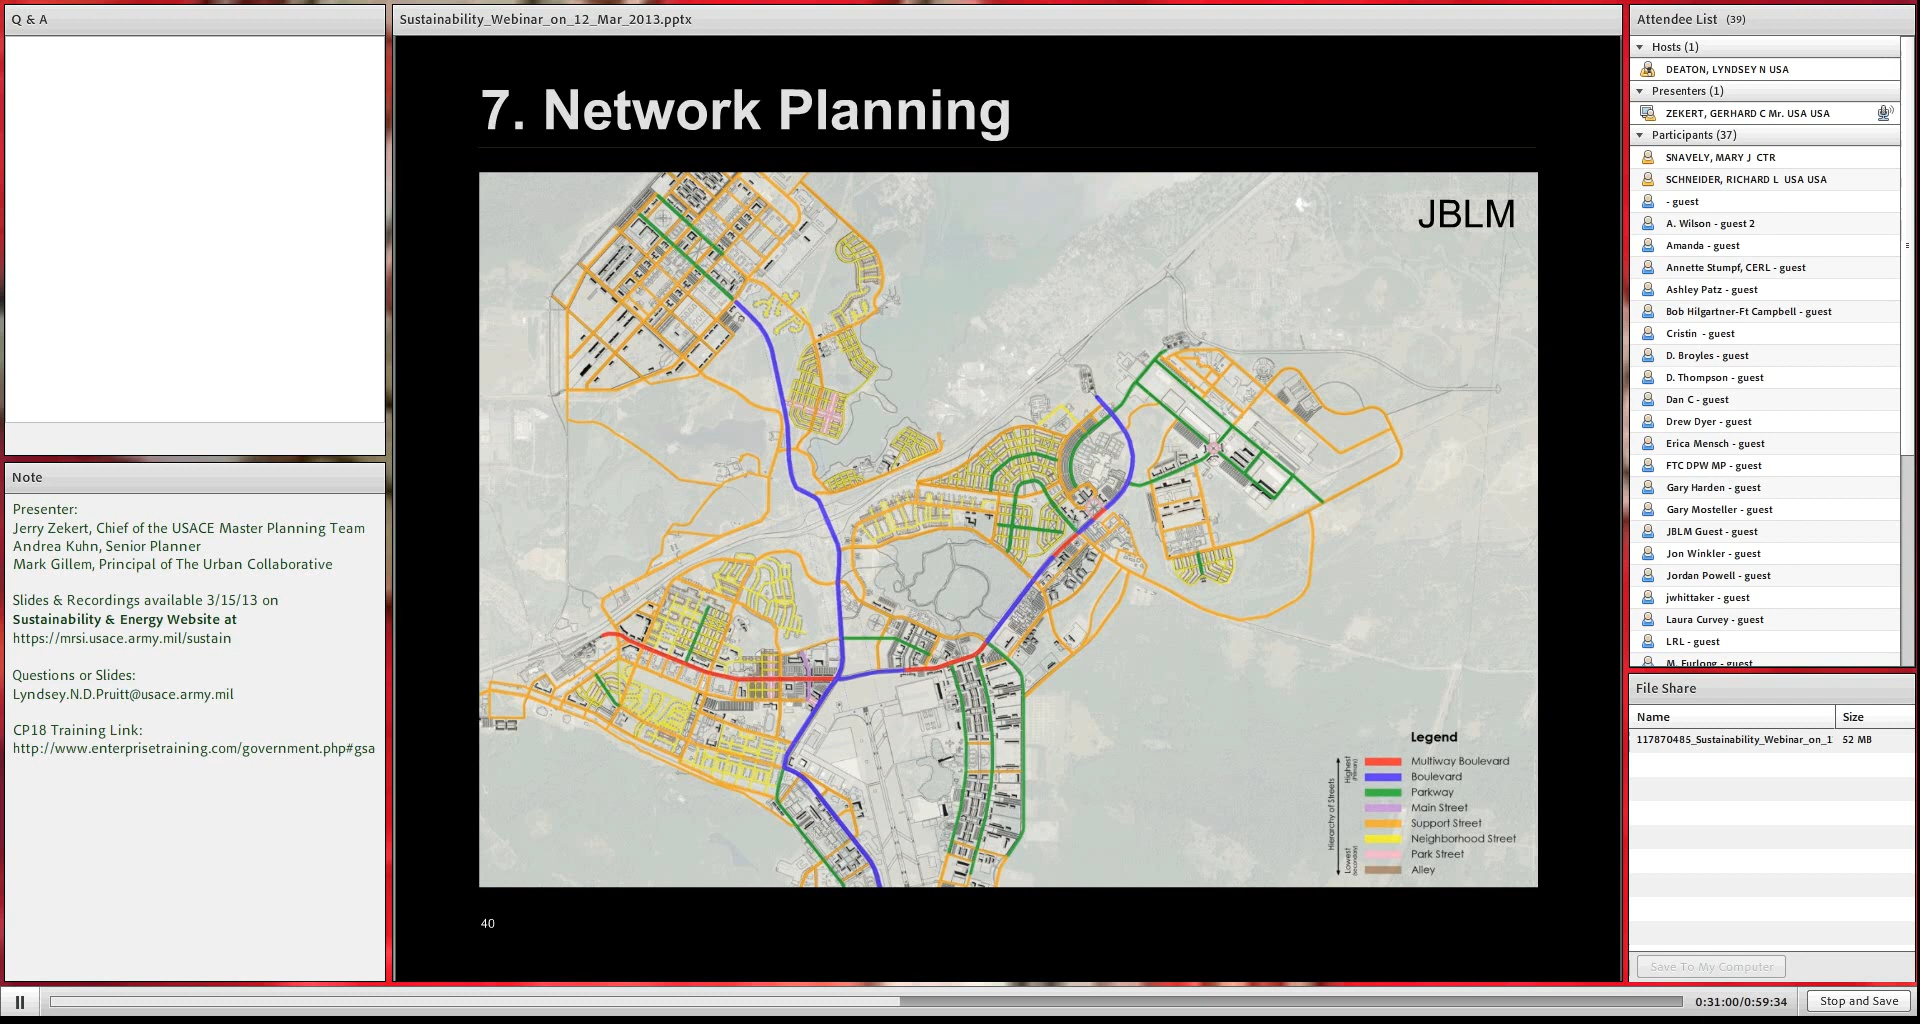 Q & A
Note
Presenter:
Jerry Zekert, Chief of the USACE Master Planning Team
Andrea Kuhn, Senior Planner
Mark Gillem, Principal of The Urban Collaborative
Slides & Recordings available 3/15/13 on
Sustainability & Energy Website at
https://mrsi.usace.army.mil/sustain
Questions or Slides:
Lyndsey.N.D.Pruitt@usace.army.mil
CP18 Training Link:
http://www.enterprisetraining.com/government.php#gsa
Sustainability_Webinar_on_12_Mar_2013.pptx
7. Network Planning
JBLM
Legend
Hierarchy of Streets
Highest
(Primary)
Lowest
(Secondary)
Multiway Boulevard
Boulevard
Parkway
Main Street
Support Street
Neighborhood Street
Park Street
Alley
40
Attendee List (39)
Hosts (1)
DEATON, LYNDSEY N USA
Presenters (1)
ZEKERT, GERHARD C Mr. USA USA
Participants (37)
SNAVELY, MARY J CTR
SCHNEIDER, RICHARD L USA USA
- guest
A. Wilson - guest 2
Amanda - guest
Annette Stumpf, CERL - guest
Ashley Patz - guest
Bob Hilgartner-Ft Campbell - guest
Cristin - guest
D. Broyles - guest
D. Thompson - guest
Dan C - guest
Drew Dyer - guest
Erica Mensch - guest
FTC DPW MP - guest
Gary Harden - guest
Gary Mosteller - guest
JBLM Guest - guest
Jon Winkler - guest
Jordan Powell - guest
jwhittaker - guest
Laura Curvey - guest
LRL - guest
M. Furlong - guest
File Share
Name Size
117870485_Sustainability_Webinar_on_1 52 MB
Save To My Computer
0:31:00/0:59:34
Stop and Save